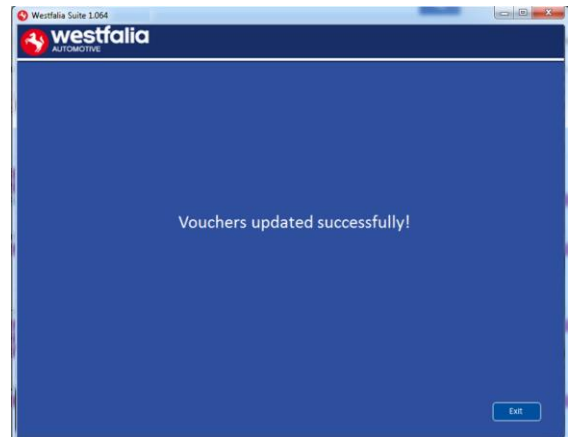 Westfalia Suite 1.064
westfalia
AUTOMOTIVE
Vouchers updated successfully!
Exit